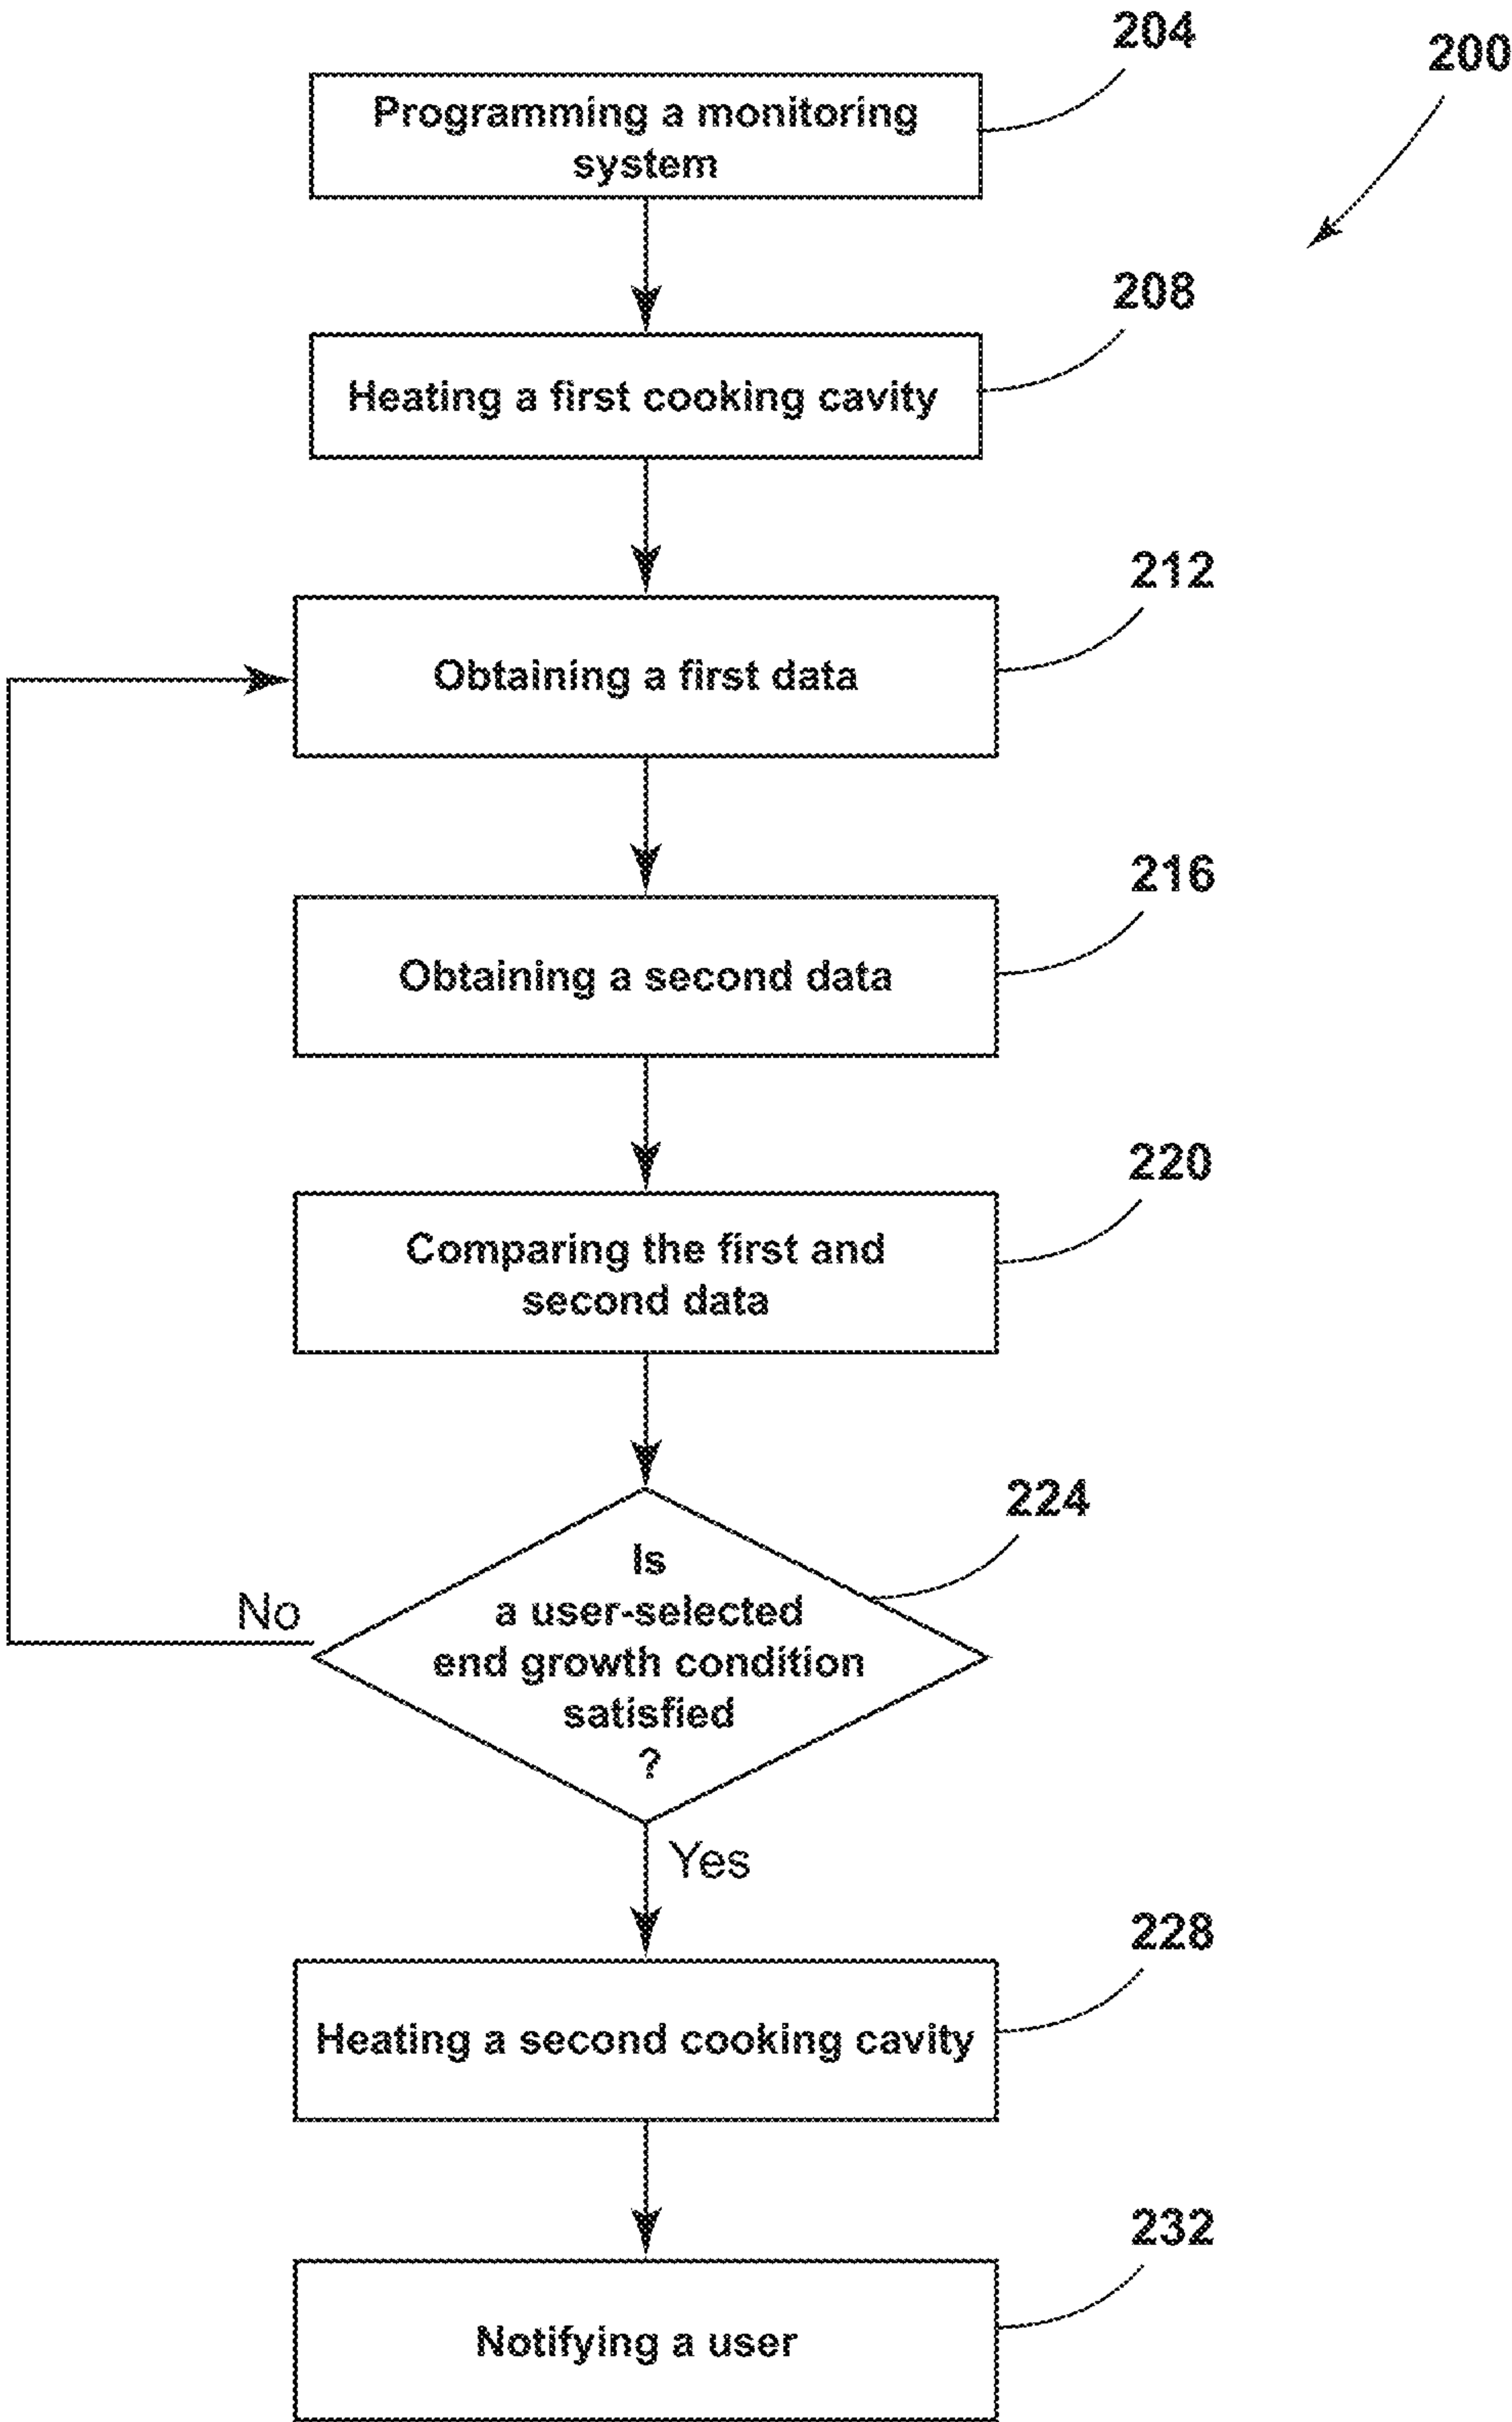 204
200
Programming a monitoring
system
208
Heating a first cooking cavity
212
Obtaining a first data
216
Obtaining a second data
220
Comparing the first and
second data
224
Is
a user-selected
end growth condition
satisfied
?
No
Yes
228
Heating a second cooking cavity
232
Notifying a user